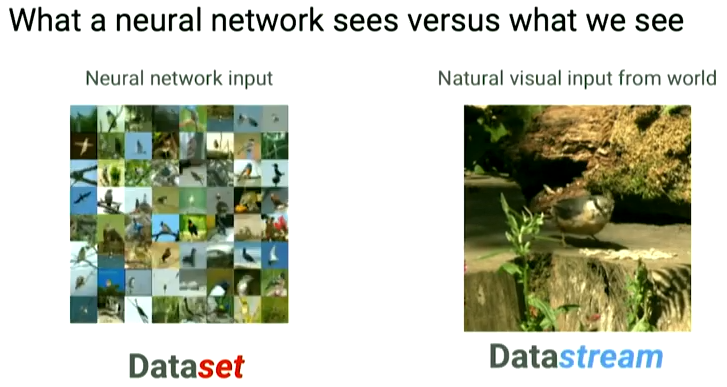 What a neural network sees versus what we see
Neural network input
Natural visual input from world
Dataset
Datastream